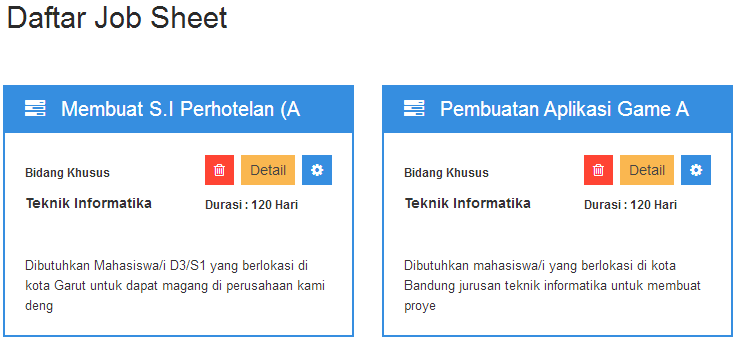 Daftar Job Sheet
Membuat S.I Perhotelan (A
Bidang Khusus
Detail
Teknik Informatika
Durasi : 120 Hari
Dibutuhkan Mahasiswa/i D3/S1 yang berlokasi di
kota Garut untuk dapat magang di perusahaan kami
deng
Pembuatan Aplikasi Game A
Bidang Khusus
Detail
Teknik Informatika
Durasi : 120 Hari
Dibutuhkan mahasiswa/i yang berlokasi di kota
Bandung jurusan teknik informatika untuk membuat
proye